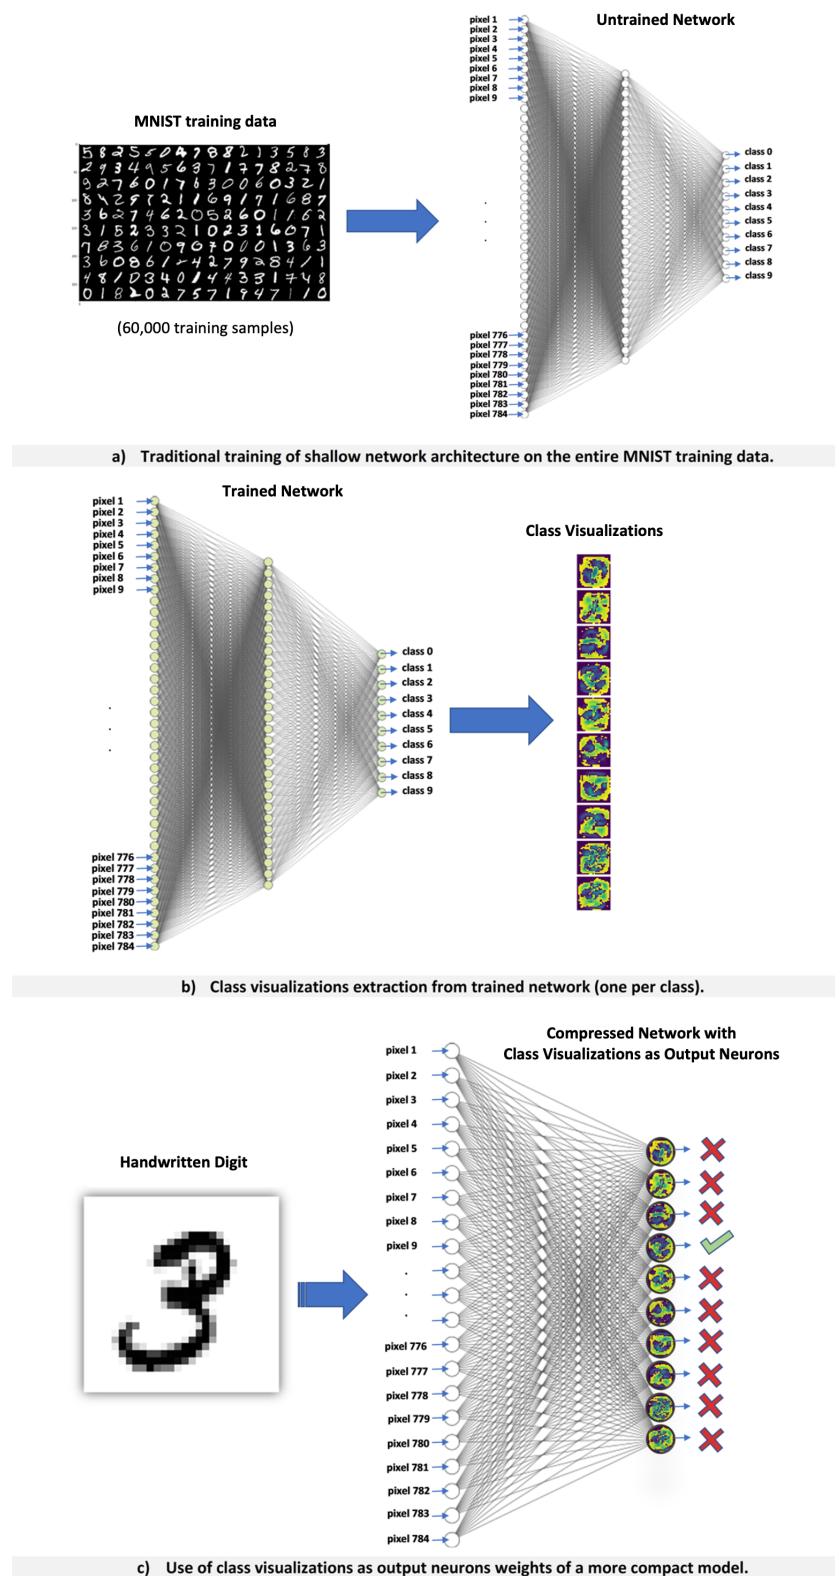 Untrained Network
MNIST training data
(60,000 training samples)
pixel 1
pixel 2
pixel 3
pixel 4
pixel 5
pixel 6
pixel 7
pixel 8
pixel 9
.
.
.
pixel 776
pixel 777
pixel 778
pixel 779
pixel 780
pixel 781
pixel 782
pixel 783
pixel 784
class 0
class 1
class 2
class 3
class 4
class 5
class 6
class 7
class 8
class 9
a) Traditional training of shallow network architecture on the entire MNIST training data.
Trained Network
pixel 1
pixel 2
pixel 3
pixel 4
pixel 5
pixel 6
pixel 7
pixel 8
pixel 9
.
.
.
pixel 776
pixel 777
pixel 778
pixel 779
pixel 780
pixel 781
pixel 782
pixel 783
pixel 784
class 0
class 1
class 2
class 3
class 4
class 5
class 6
class 7
class 8
class 9
Class Visualizations
b) Class visualizations extraction from trained network (one per class).
Compressed Network with
Class Visualizations as Output Neurons
Handwritten Digit
3
pixel 1
pixel 2
pixel 3
pixel 4
pixel 5
pixel 6
pixel 7
pixel 8
pixel 9
.
.
.
pixel 776
pixel 777
pixel 778
pixel 779
pixel 780
pixel 781
pixel 782
pixel 783
pixel 784
c) Use of class visualizations as output neurons weights of a more compact model.